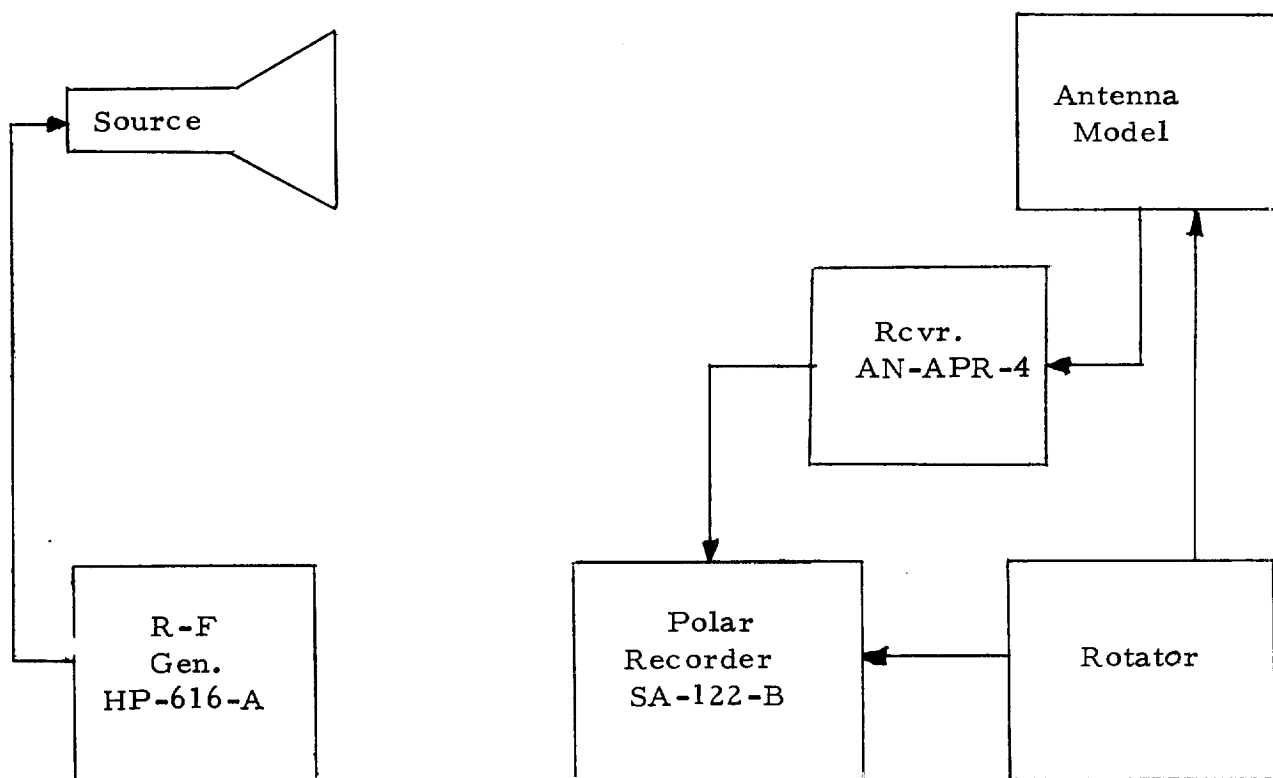 Source
Antenna
Model
Rcvr.
AN-APR-4
R-F
Gen.
HP-616-A
Polar
Recorder
SA-122-B
Rotator